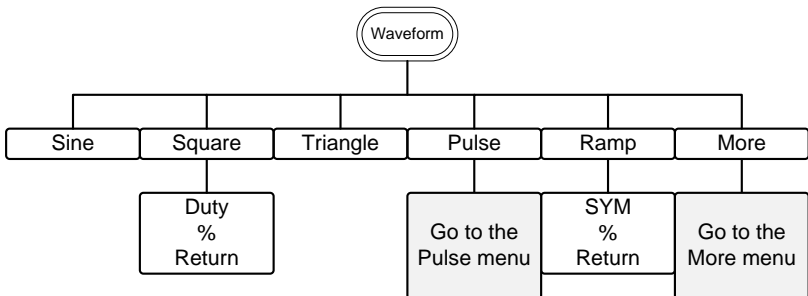 Waveform
Sine
Square
Triangle
Pulse
Ramp
More
Duty
%
Return
Go to the
Pulse menu
SYM
%
Return
Go to the
More menu